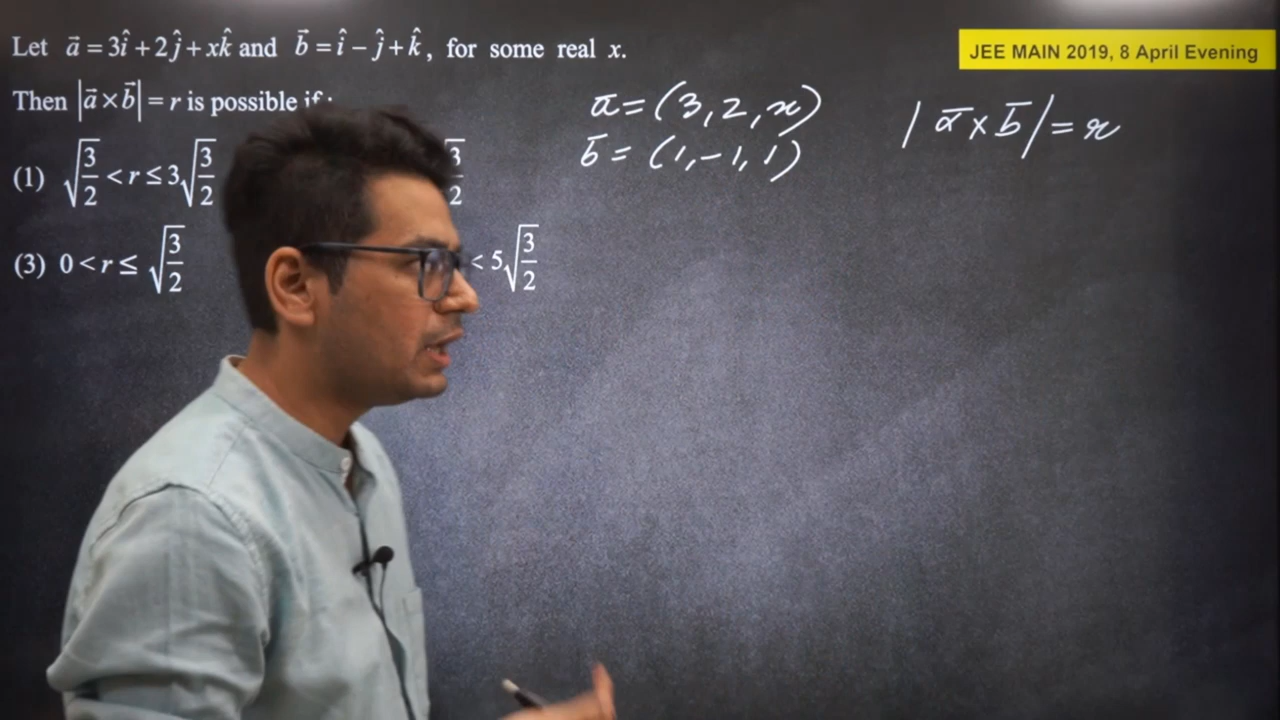 Let a⃗ = 3î + 2ĵ + xk̂ and b⃗ = î − ĵ + k̂, for some real x.
JEE MAIN 2019, 8 April Evening
Then |a⃗ × b⃗| = r is possible if :
(1) √(3/2) < r ≤ 3√(3/2)
(3) 0 < r ≤ √(3/2)
< 5√(3/2)
a̅ = (3, 2, x)
b̅ = (1, −1, 1)
|a̅ × b̅| = r